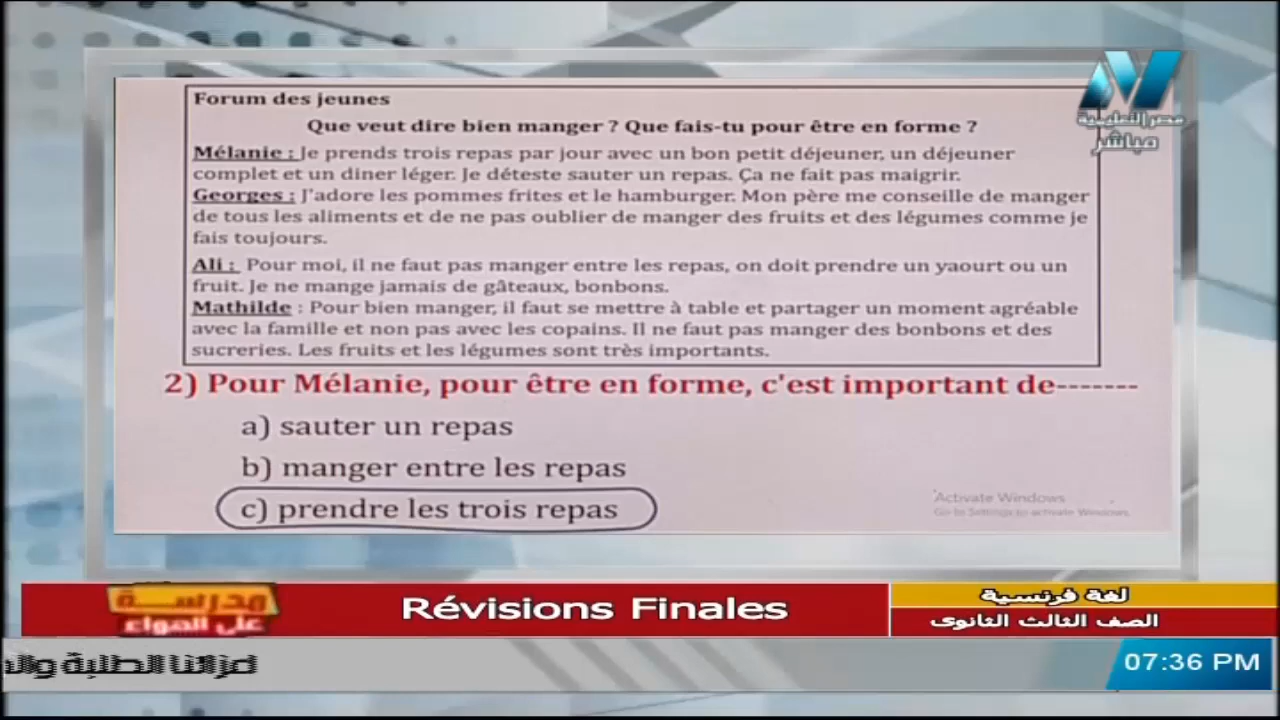 Forum des jeunes
Que veut dire bien manger ? Que fais-tu pour être en forme ?
Mélanie : Je prends trois repas par jour avec un bon petit déjeuner, un déjeuner
complet et un diner léger. Je déteste sauter un repas. Ça ne fait pas maigrir.
Georges : J'adore les pommes frites et le hamburger. Mon père me conseille de manger
de tous les aliments et de ne pas oublier de manger des fruits et des légumes comme je
fais toujours.
Ali : Pour moi, il ne faut pas manger entre les repas, on doit prendre un yaourt ou un
fruit. Je ne mange jamais de gâteaux, bonbons.
Mathilde : Pour bien manger, il faut se mettre à table et partager un moment agréable
avec la famille et non pas avec les copains. Il ne faut pas manger des bonbons et des
sucreries. Les fruits et les légumes sont très importants.
2) Pour Mélanie, pour être en forme, c'est important de-------
a) sauter un repas
b) manger entre les repas
c) prendre les trois repas
Activate Windows
Go to Settings to activate Windows.
مصر التعليمية
مباشر
مدرسة
على الهواء
Révisions Finales
لغة فرنسية
الصف الثالث الثانوى
اعزائنا الطلبة
07:36 PM